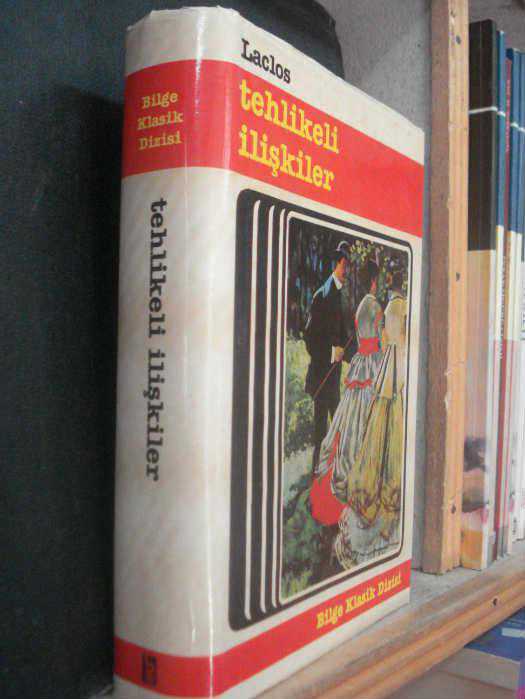 Laclos
tehlikeli
ilişkiler
Bilge Klasik Dizisi
Bilge
Klasik
Dizisi
tehlikeli ilişkiler